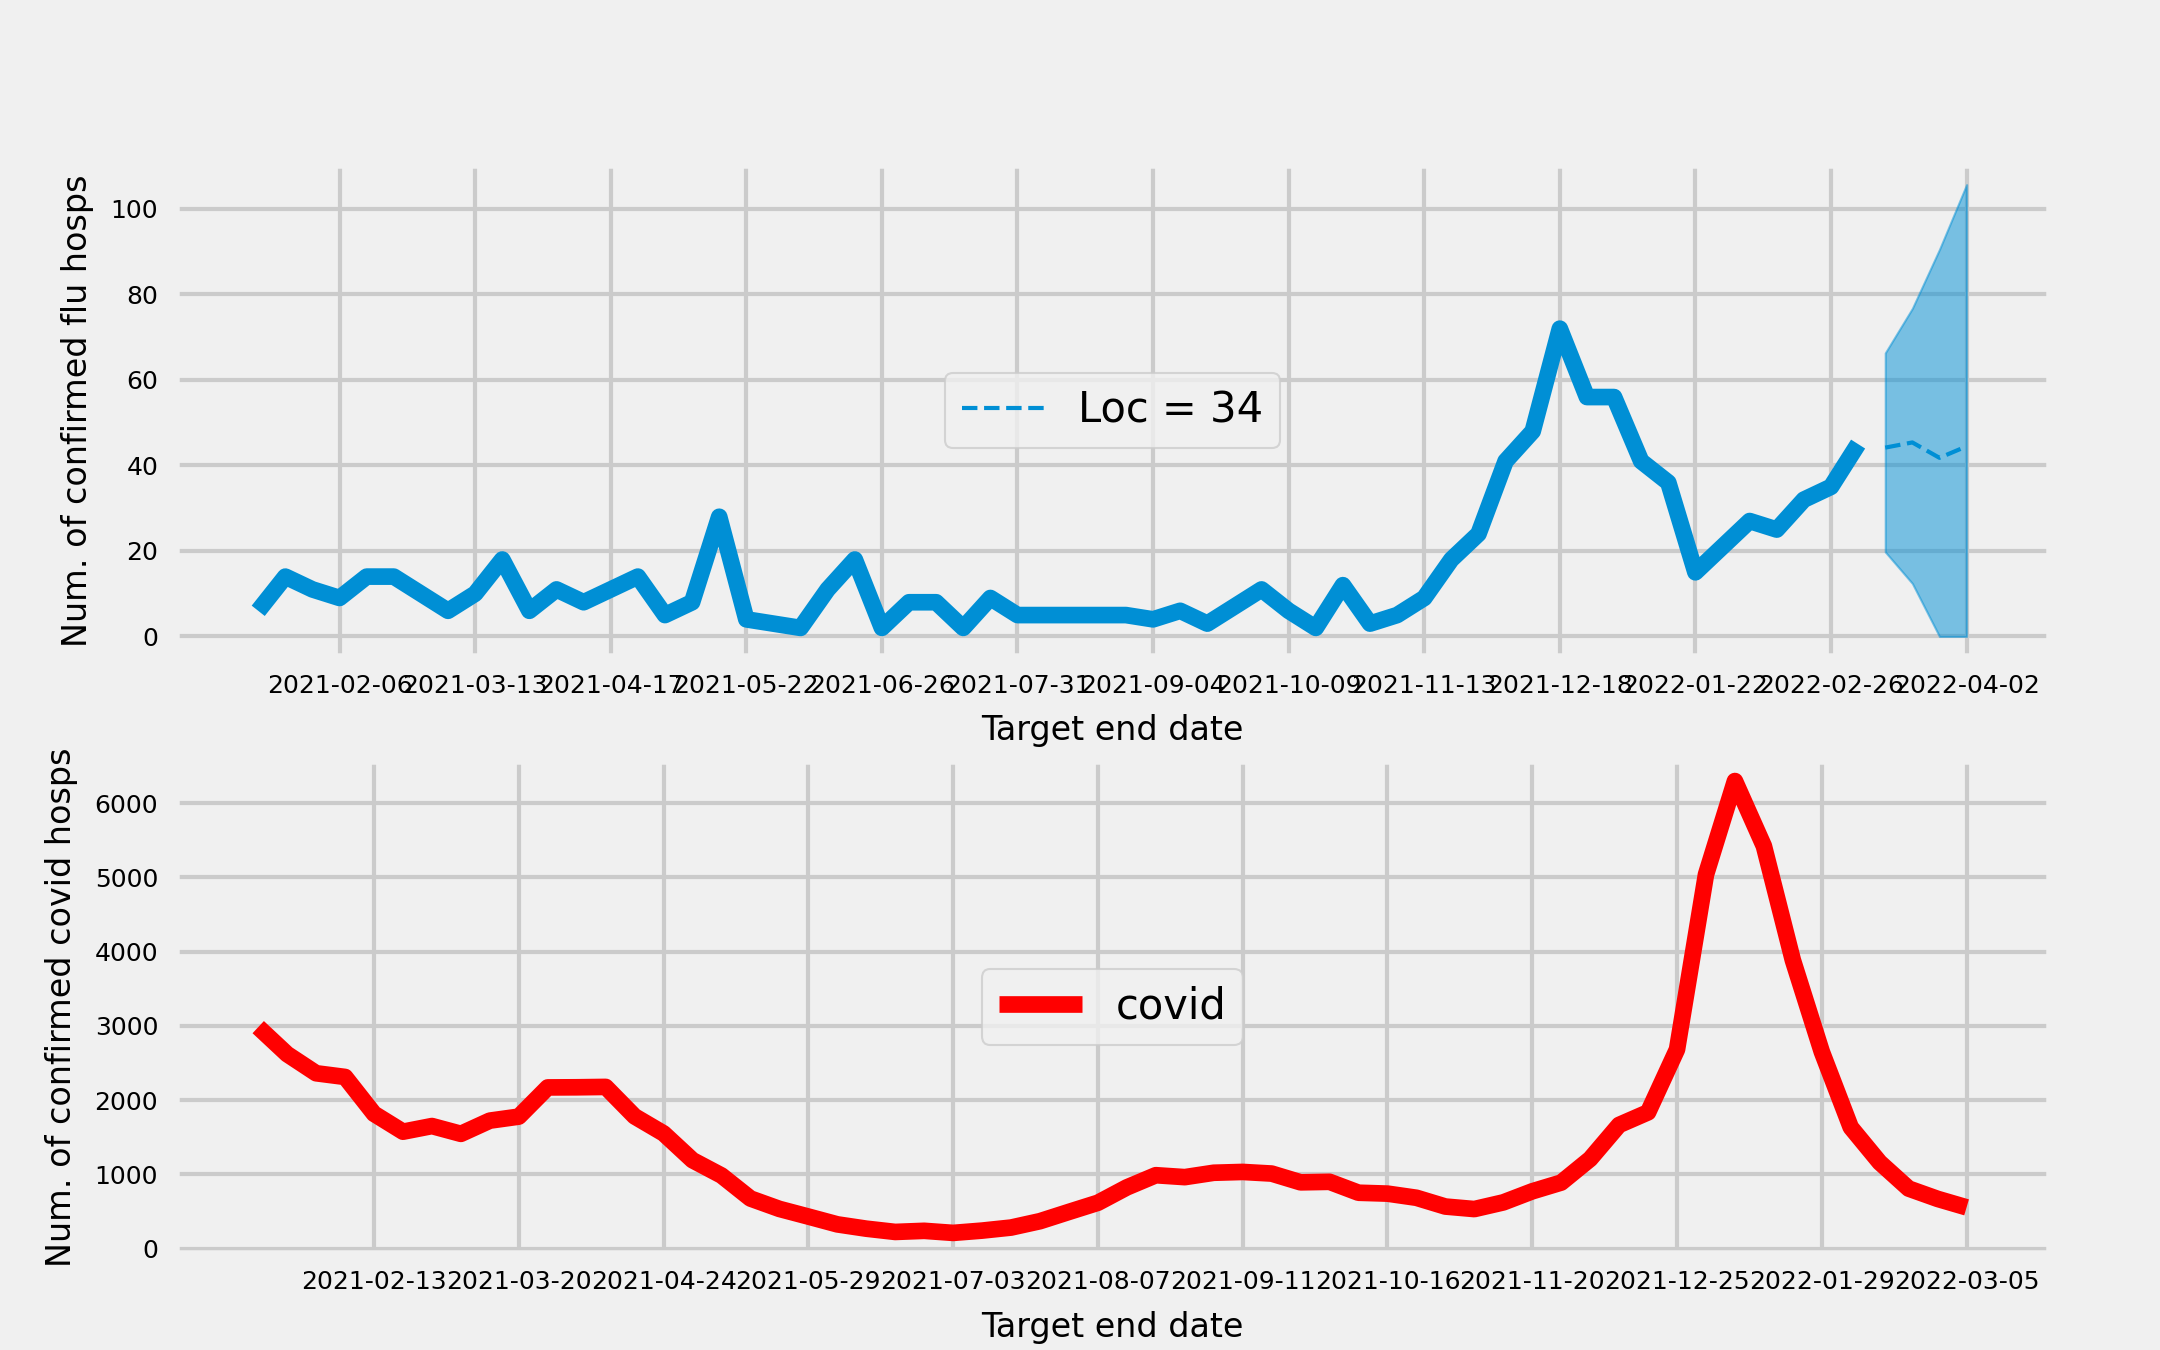 Num. of confirmed flu hosps
100
80
60
40
20
0
Loc = 34
2021-02-06 2021-03-13 2021-04-17 2021-05-22 2021-06-26 2021-07-31 2021-09-04 2021-10-09 2021-11-13 2021-12-18 2022-01-22 2022-02-26 2022-04-02
Target end date
Num. of confirmed covid hosps
6000
5000
4000
3000
2000
1000
0
covid
2021-02-13 2021-03-20 2021-04-24 2021-05-29 2021-07-03 2021-08-07 2021-09-11 2021-10-16 2021-11-20 2021-12-25 2022-01-29 2022-03-05
Target end date